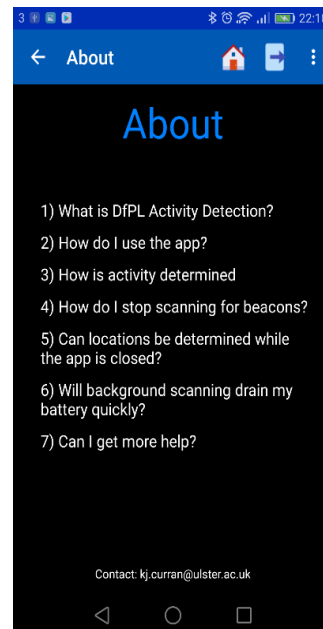 3 22:1
About
About
1) What is DfPL Activity Detection?
2) How do I use the app?
3) How is activity determined
4) How do I stop scanning for beacons?
5) Can locations be determined while
the app is closed?
6) Will background scanning drain my
battery quickly?
7) Can I get more help?
Contact: kj.curran@ulster.ac.uk